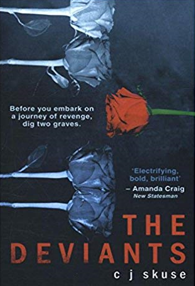 Before you embark on
a journey of revenge,
dig two graves.
'Electrifying,
bold, brilliant'
– Amanda Craig
New Statesman
THE
DEVIANTS
c j skuse